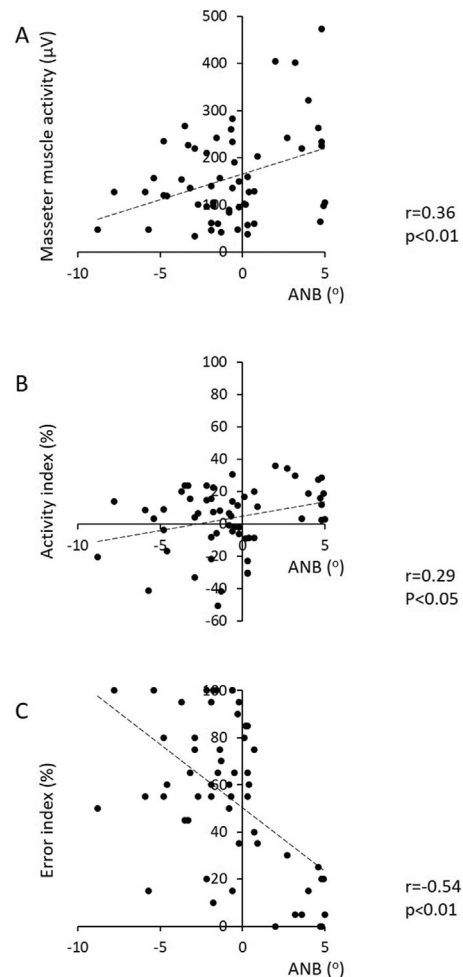 A
Masseter muscle activity (µV)
500
400
300
200
100
0
-10
-5
0
5
ANB (o)
r=0.36
p<0.01
B
Activity index (%)
100
80
60
40
20
0
-20
-40
-60
-10
-5
0
5
ANB (o)
r=0.29
P<0.05
C
Error index (%)
100
80
60
40
20
0
-10
-5
0
5
ANB (o)
r=-0.54
p<0.01